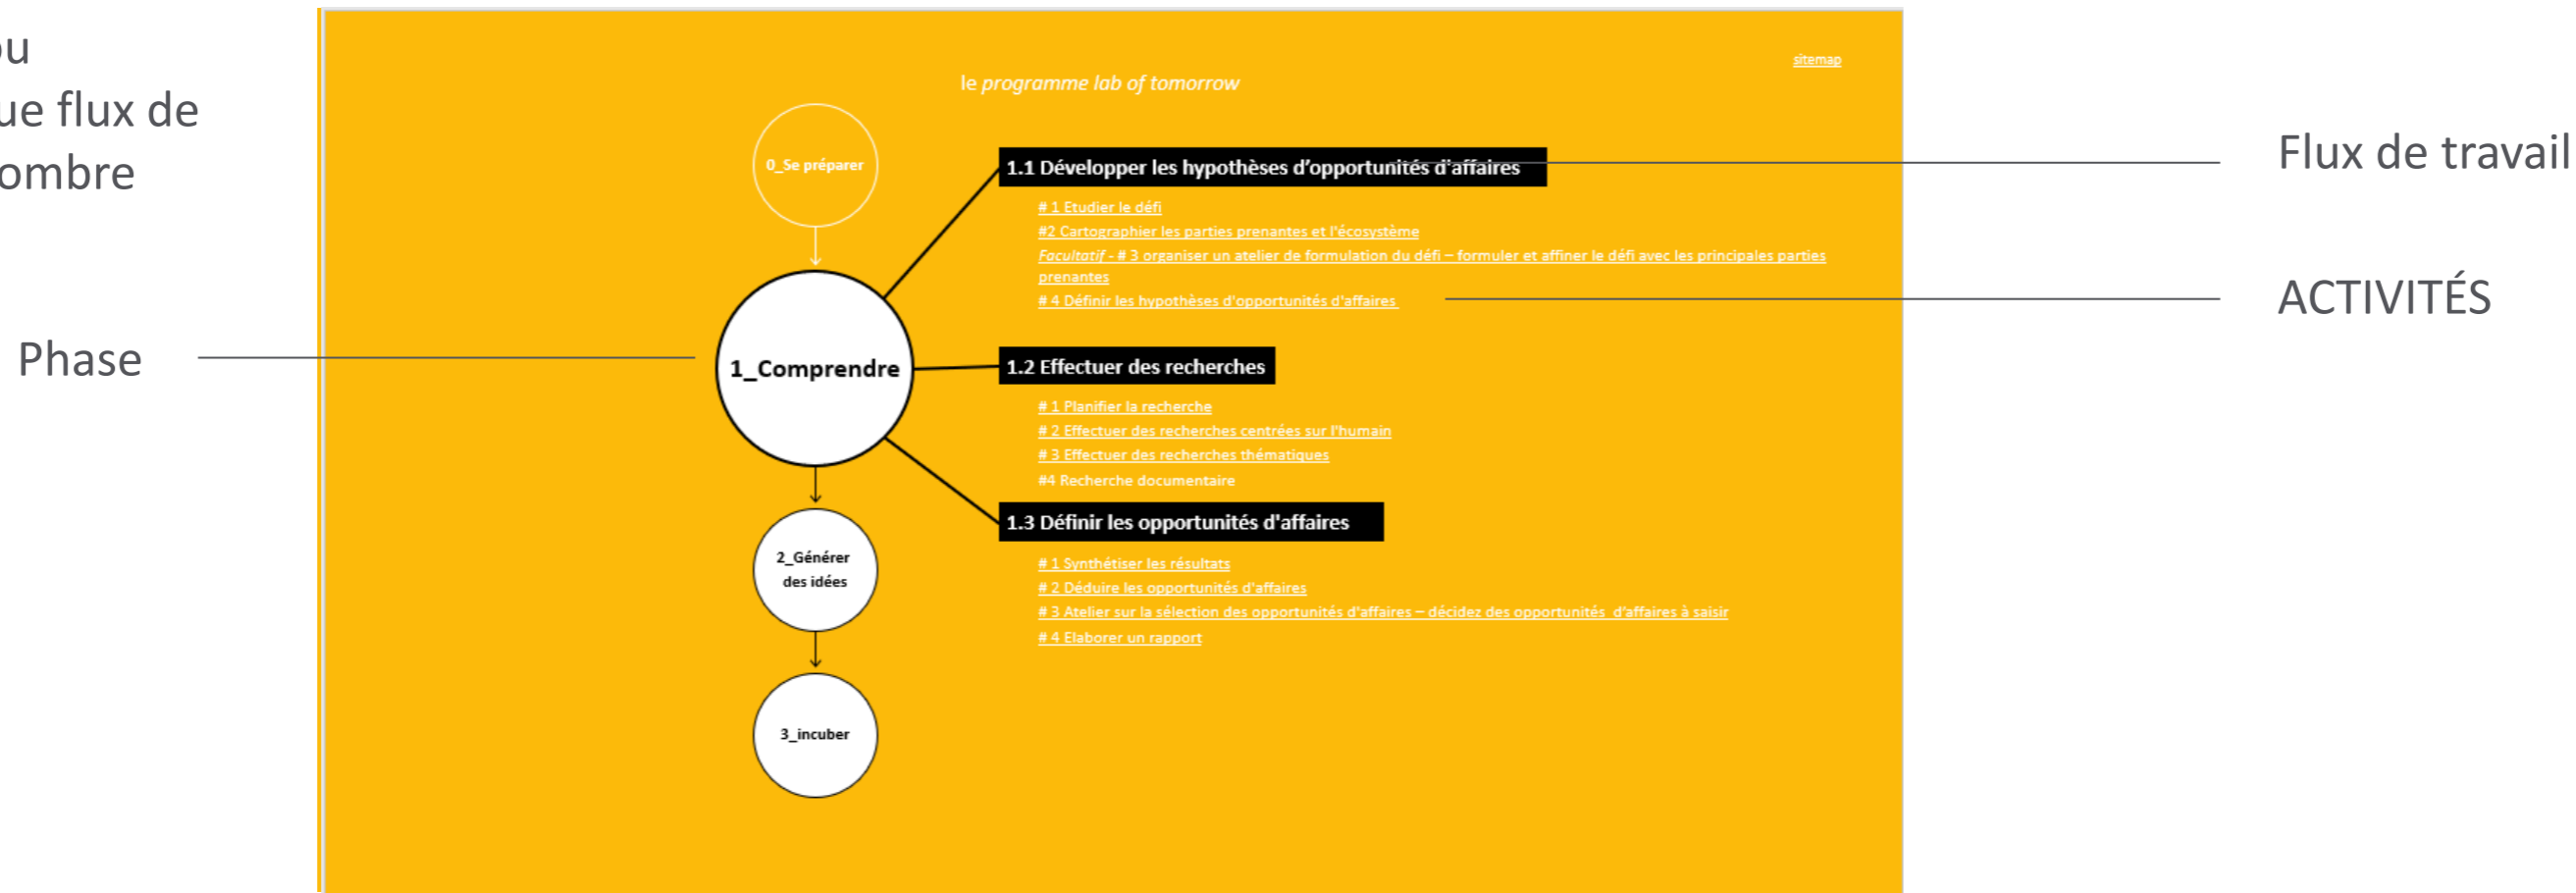 ou
ue flux de
ombre
Phase
sitemap
le programme lab of tomorrow
0_Se préparer
1_Comprendre
2_Générer
des idées
3_incuber
1.1 Développer les hypothèses d’opportunités d'affaires
# 1 Etudier le défi
#2 Cartographier les parties prenantes et l'écosystème
Facultatif - # 3 organiser un atelier de formulation du défi – formuler et affiner le défi avec les principales parties
prenantes
# 4 Définir les hypothèses d'opportunités d'affaires
1.2 Effectuer des recherches
# 1 Planifier la recherche
# 2 Effectuer des recherches centrées sur l'humain
# 3 Effectuer des recherches thématiques
#4 Recherche documentaire
1.3 Définir les opportunités d'affaires
# 1 Synthétiser les résultats
# 2 Déduire les opportunités d'affaires
# 3 Atelier sur la sélection des opportunités d'affaires – décidez des opportunités d’affaires à saisir
# 4 Elaborer un rapport
Flux de travail
ACTIVITÉS